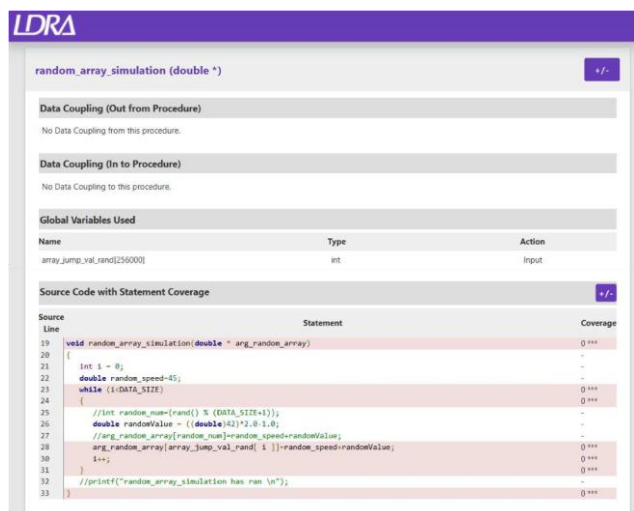 LDRA
random_array_simulation (double *)
+/-
Data Coupling (Out from Procedure)
No Data Coupling from this procedure.
Data Coupling (In to Procedure)
No Data Coupling to this procedure.
Global Variables Used
Name Type Action
array_jump_val_rand[256000] int Input
Source Code with Statement Coverage
+/-
Source Line Statement Coverage
19 void random_array_simulation(double * arg_random_array) 0 ***
20 { -
21 int i = 0; -
22 double random_speed=45; -
23 while (i<DATA_SIZE) 0 ***
24 { 0 ***
25 //int random_num=(rand() % (DATA_SIZE+1)); -
26 double randomValue = ((double)42)*2.0-1.0; -
27 //arg_random_array[random_num]=random_speed+randomValue; -
28 arg_random_array[array_jump_val_rand[ i ]]=random_speed+randomValue; 0 ***
30 i++; 0 ***
31 } 0 ***
32 //printf("random_array_simulation has ran \n"); -
33 } 0 ***